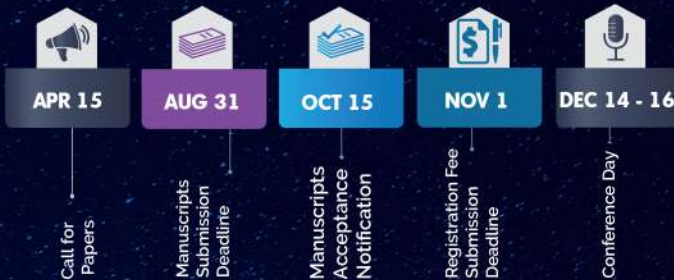 APR 15
AUG 31
OCT 15
NOV 1
DEC 14 - 16
Call for
Papers
Manuscripts
Submission
Deadline
Manuscripts
Acceptance
Notification
Registration Fee
Submission
Deadline
Conference Day